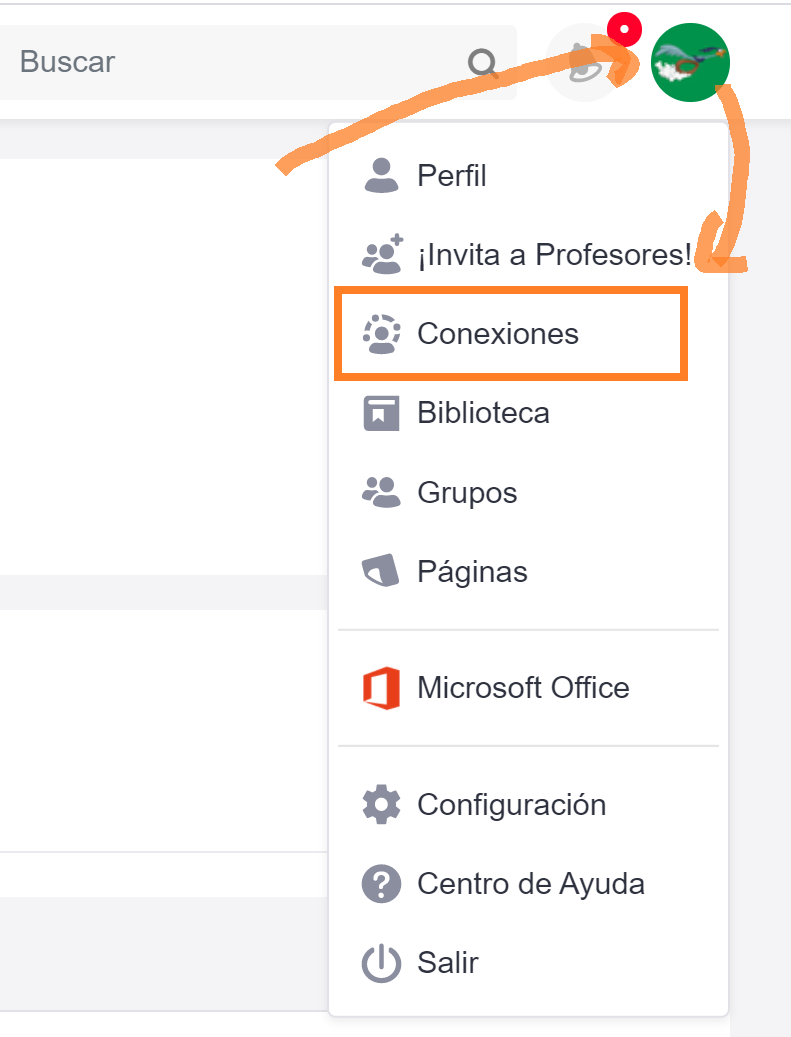 Buscar
Perfil
¡Invita a Profesores!
Conexiones
Biblioteca
Grupos
Páginas
Microsoft Office
Configuración
Centro de Ayuda
Salir